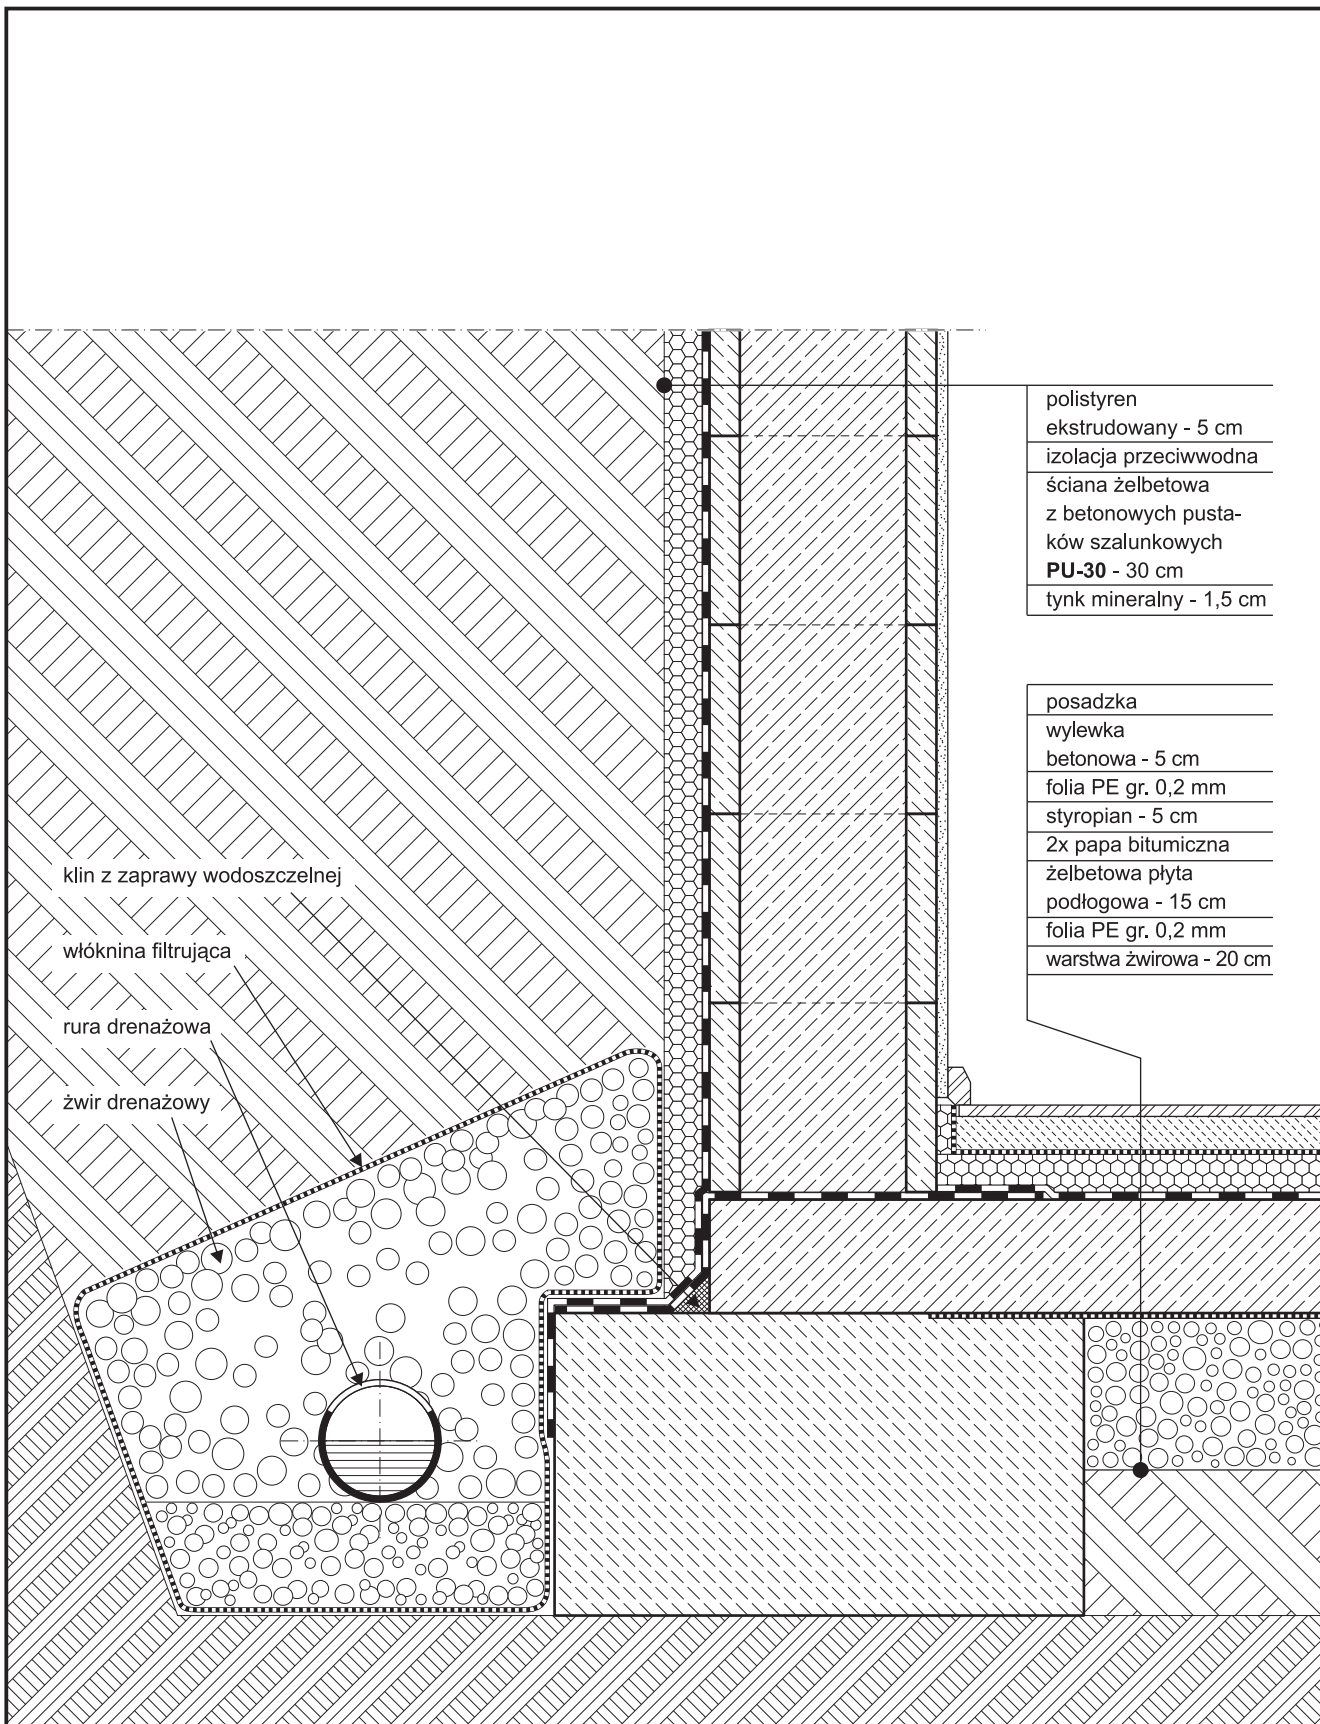 polistyren
ekstrudowany - 5 cm
izolacja przeciwwodna
ściana żelbetowa
z betonowych pusta-
ków szalunkowych
PU-30 - 30 cm
tynk mineralny - 1,5 cm
posadzka
wylewka
betonowa - 5 cm
folia PE gr. 0,2 mm
styropian - 5 cm
2x papa bitumiczna
żelbetowa płyta
podłogowa - 15 cm
folia PE gr. 0,2 mm
warstwa żwirowa - 20 cm
klin z zaprawy wodoszczelnej
włóknina filtrująca
rura drenażowa
żwir drenażowy